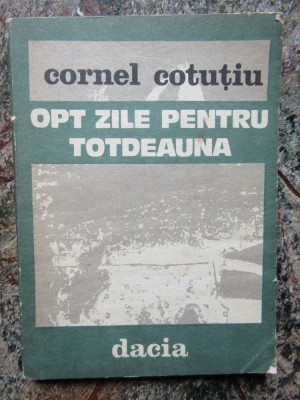 cornel cotuțiu
OPT ZILE PENTRU
TOTDEAUNA
dacia